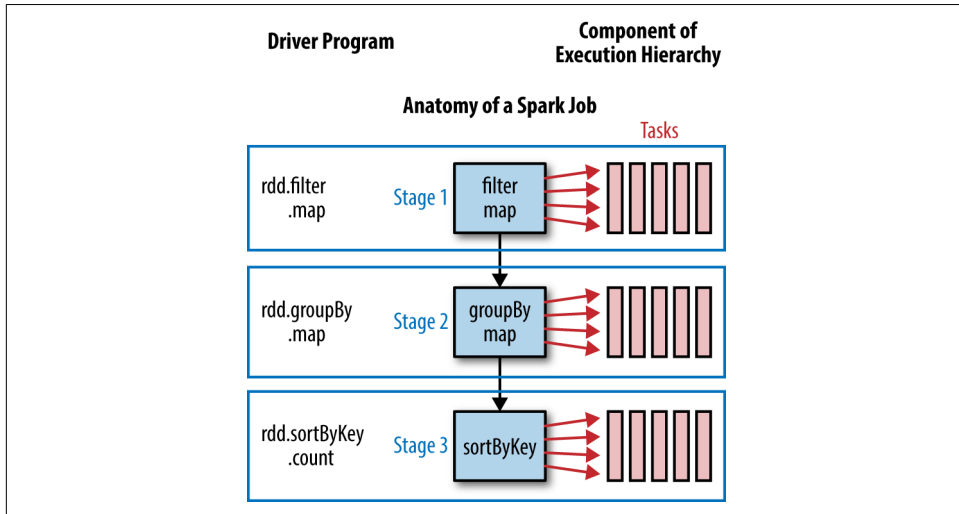 Driver Program
Component of
Execution Hierarchy
Anatomy of a Spark Job
Tasks
rdd.filter
.map
Stage 1
filter
map
rdd.groupBy
.map
Stage 2
groupBy
map
rdd.sortByKey
.count
Stage 3
sortByKey